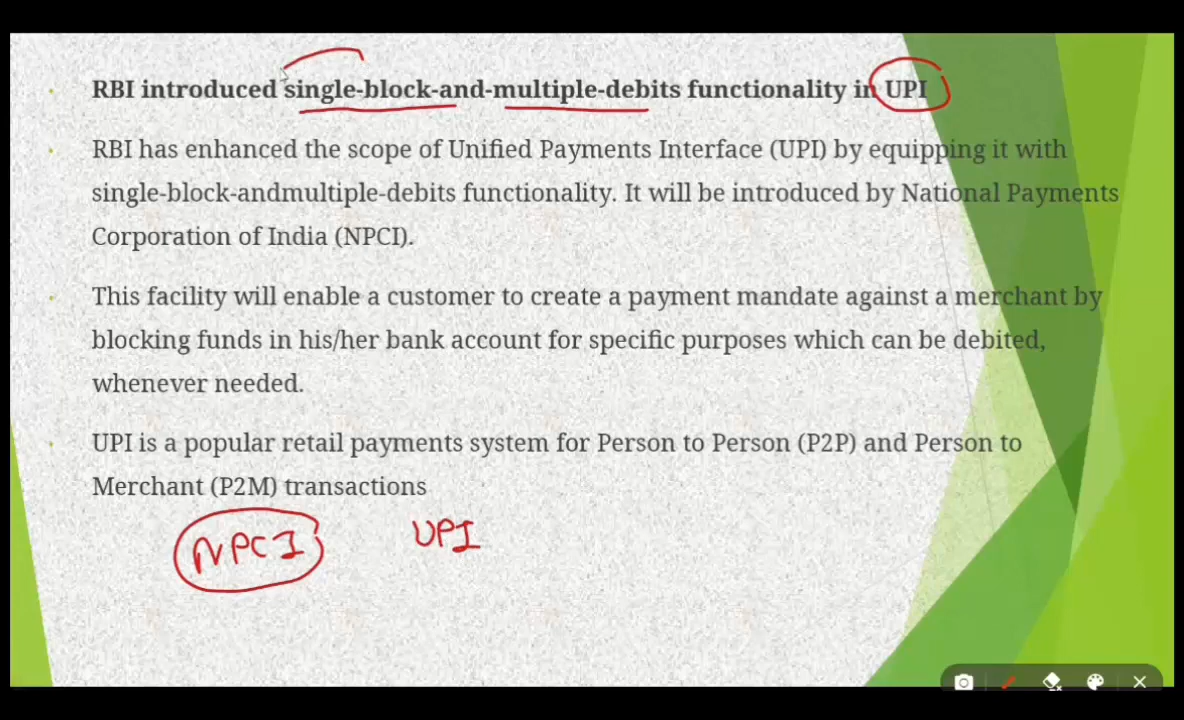 RBI introduced single-block-and-multiple-debits functionality in UPI
RBI has enhanced the scope of Unified Payments Interface (UPI) by equipping it with
single-block-andmultiple-debits functionality. It will be introduced by National Payments
Corporation of India (NPCI).
This facility will enable a customer to create a payment mandate against a merchant by
blocking funds in his/her bank account for specific purposes which can be debited,
whenever needed.
UPI is a popular retail payments system for Person to Person (P2P) and Person to
Merchant (P2M) transactions
NPCI UPI